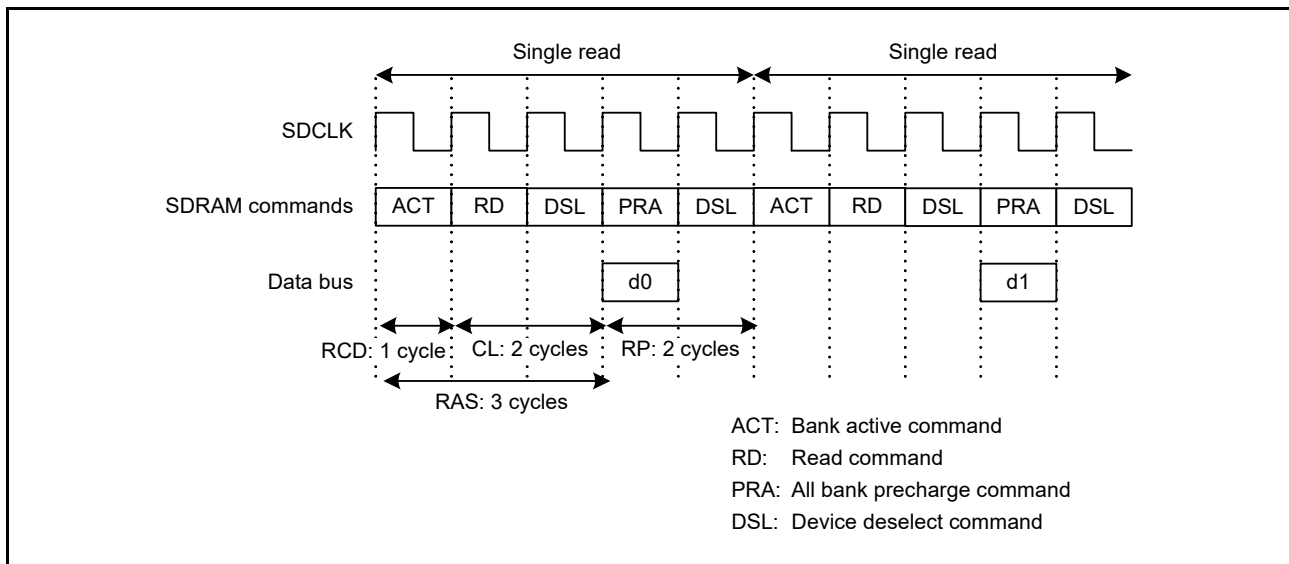 Single read Single read
SDCLK
SDRAM commands ACT RD DSL PRA DSL ACT RD DSL PRA DSL
Data bus d0 d1
RCD: 1 cycle CL: 2 cycles RP: 2 cycles
RAS: 3 cycles
ACT: Bank active command
RD: Read command
PRA: All bank precharge command
DSL: Device deselect command